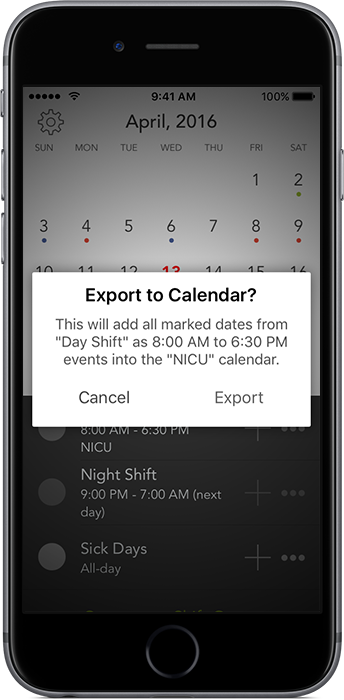 9:41 AM 100%
April, 2016
SUN MON TUE WED THU FRI SAT
1 2
3 4 5 6 7 8 9
10 11 12 13 14 15 16
Export to Calendar?
This will add all marked dates from
"Day Shift" as 8:00 AM to 6:30 PM
events into the "NICU" calendar.
Cancel Export
8:00 AM - 6:30 PM
NICU
Night Shift
9:00 PM - 7:00 AM (next
day)
Sick Days
All-day